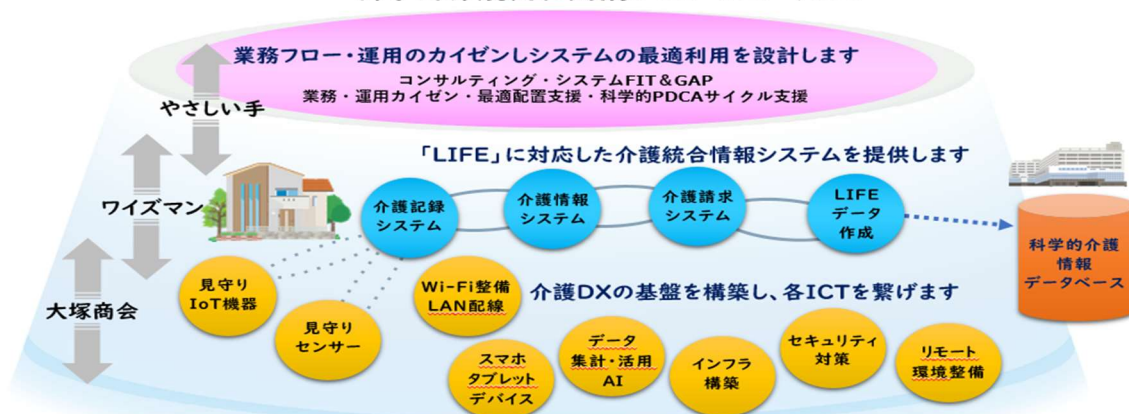 業務フロー・運用のカイゼンしシステムの最適利用を設計します
コンサルティング・システムFIT＆GAP
業務・運用カイゼン・最適配置支援・科学的PDCAサイクル支援
やさしい手
「LIFE」に対応した介護統合情報システムを提供します
ワイズマン
介護記録
システム
介護情報
システム
介護請求
システム
LIFE
データ
作成
科学的介護
情報
データベース
大塚商会
見守り
IoT機器
見守り
センサー
Wi-Fi整備
LAN配線
介護DXの基盤を構築し、各ICTを繋げます
スマホ
タブレット
デバイス
データ
集計・活用
AI
インフラ
構築
セキュリティ
対策
リモート
環境整備